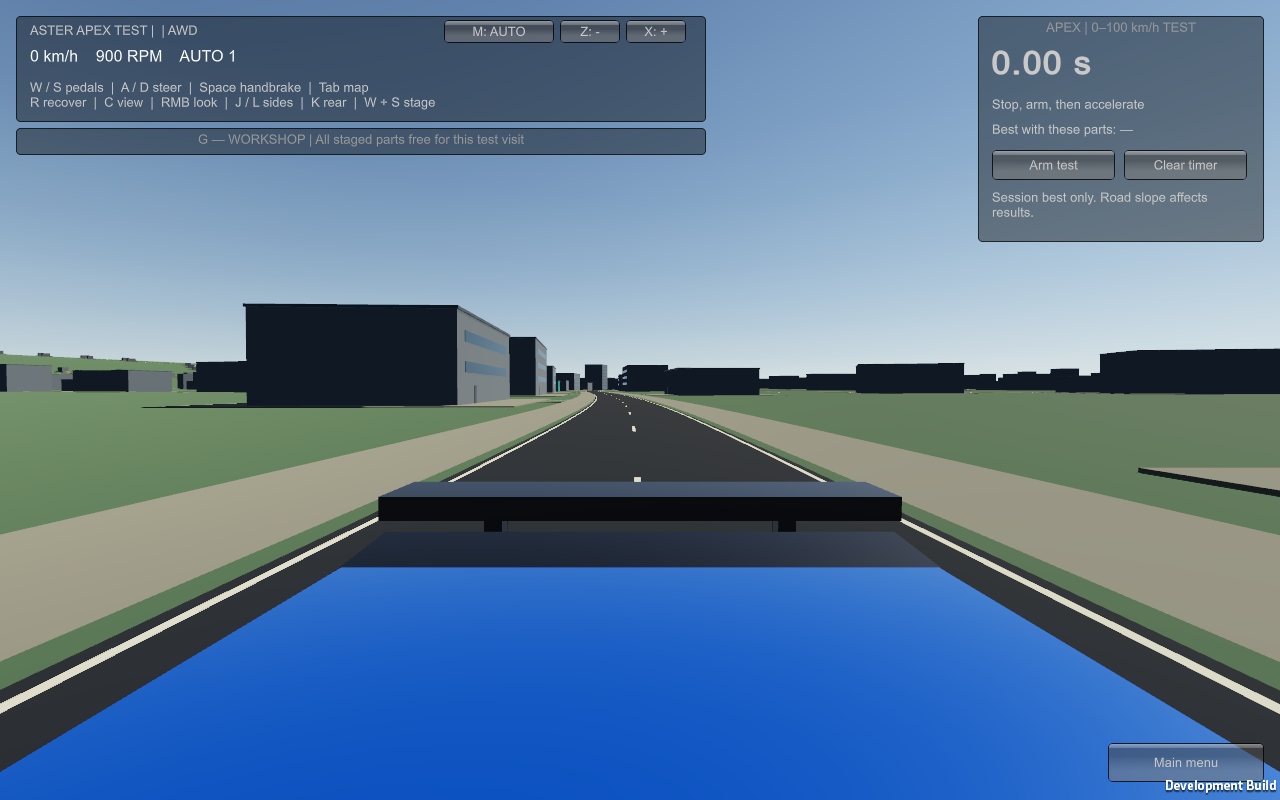 ASTER APEX TEST | | AWD
M: AUTO
Z: -
X: +
0 km/h 900 RPM AUTO 1
W / S pedals | A / D steer | Space handbrake | Tab map
R recover | C view | RMB look | J / L sides | K rear | W + S stage
G — WORKSHOP | All staged parts free for this test visit
APEX | 0–100 km/h TEST
0.00 s
Stop, arm, then accelerate
Best with these parts: —
Arm test
Clear timer
Session best only. Road slope affects
results.
Main menu
Development Build